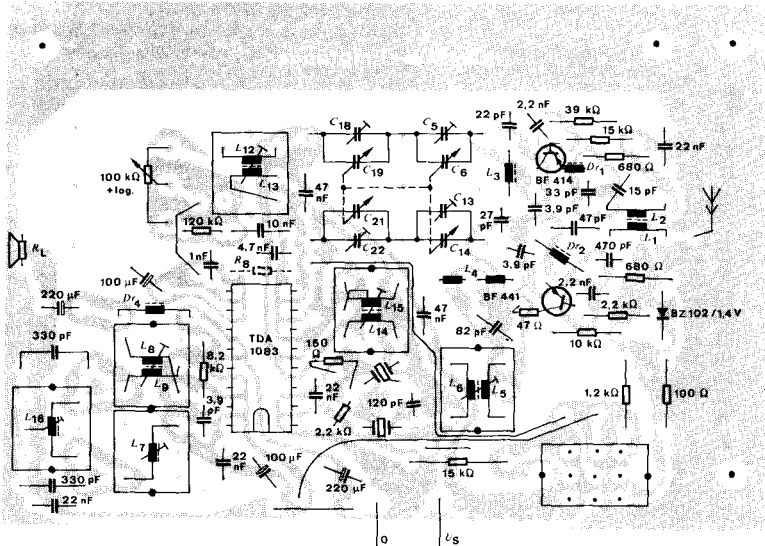 2,2 nF
39 kΩ
22 pF
15 kΩ
C18
C5
22 nF
L12
C19
C6
L3
Dr1
BF 414
680 Ω
100 kΩ
+log.
L13
47
nF
33 pF
15 pF
C21
C13
3,9 pF
120 kΩ
10 nF
27
pF
47 pF
L2
L1
C22
C14
RL
4,7 nF
Dr2
470 pF
1 nF
R8
3,9 pF
680 Ω
100 µF
L4
2,2 nF
Dr4
220 µF
L15
BF 441
47
nF
2,2 kΩ
BZ 102/1,4 V
L14
82 pF
47 Ω
330 pF
TDA
1083
10 kΩ
L8
150
Ω
8,2
kΩ
L9
L6
L5
1,2 kΩ
100 Ω
22
nF
120 pF
3,9
pF
L16
2,2 kΩ
L7
22
nF
100 µF
15 kΩ
330 pF
220 µF
22 nF
0
US